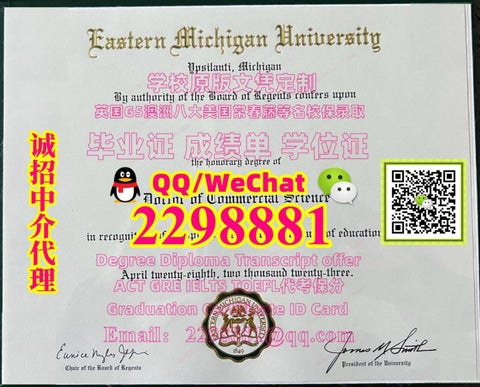 Eastern Michigan University
Ypsilanti, Michigan
学校原版文凭定制
By authority of the Board of Regents confers upon
英国G5澳洲八大美国常春藤等名校保录取
毕业证 成绩单 学位证
the honorary degree of
QQ/WeChat
Doctor of Commercial Science
2298881
in recognition of educa
Degree Diploma Transcript offer
April twenty-eighth, two thousand twenty-three.
ACT GRE IELTS TOEFL代考保分
Graduation ID Card
EASTERN MICHIGAN UNIVERSITY
1849
Email: @qq.com
Chair of the Board of Regents
President of the University
诚招中介代理